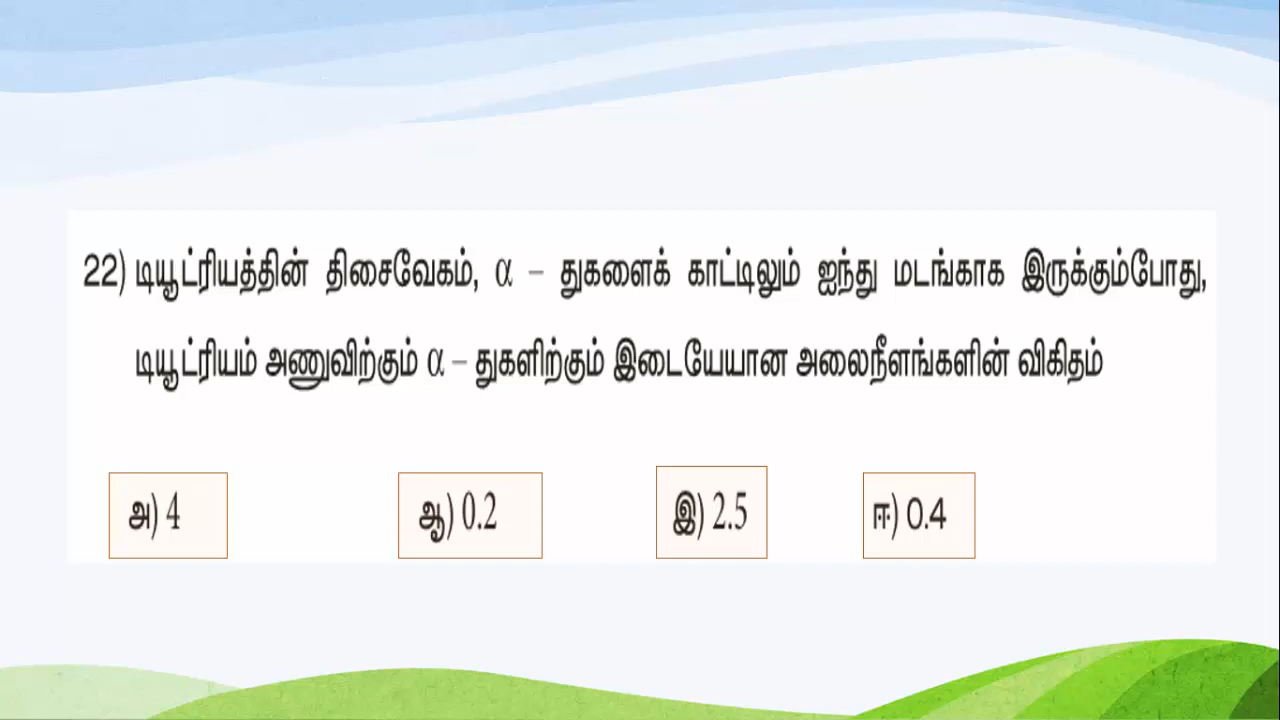 22) டியூட்ரியத்தின் திசைவேகம், α – துகளைக் காட்டிலும் ஐந்து மடங்காக இருக்கும்போது,
டியூட்ரியம் அணுவிற்கும் α – துகளிற்கும் இடையேயான அலைநீளங்களின் விகிதம்
அ) 4 ஆ) 0.2 இ) 2.5 ஈ) 0.4